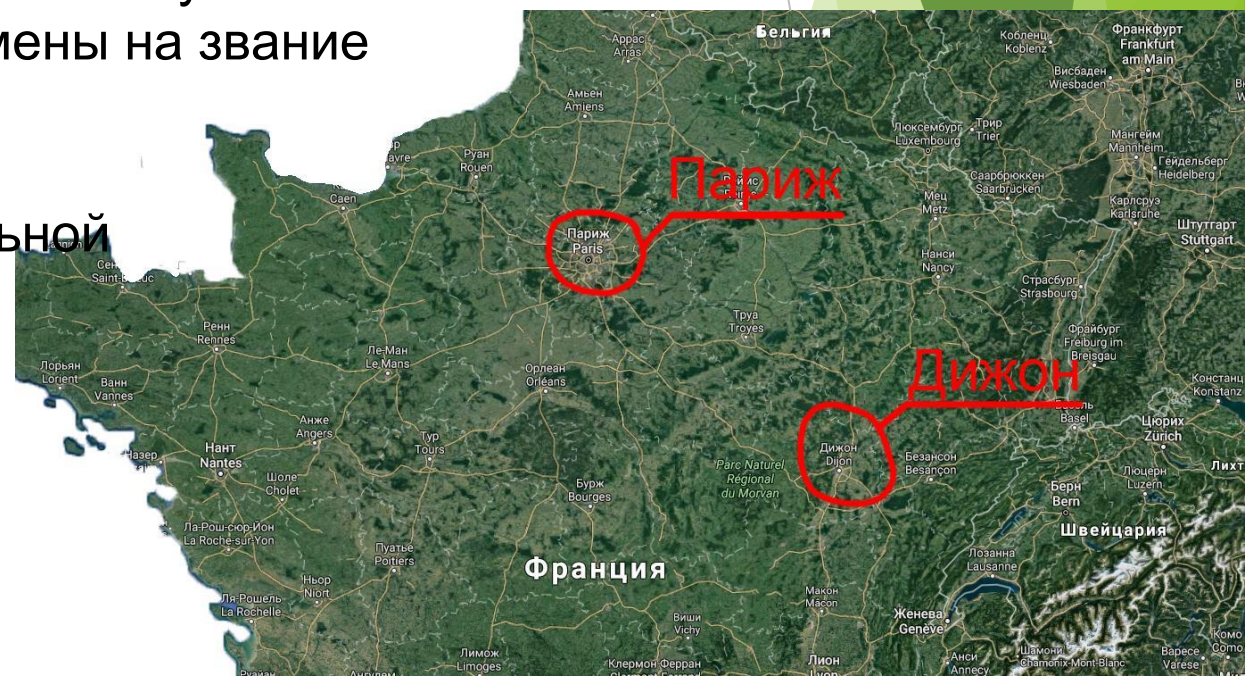 мены на звание
ьной
Бельгия
Аррас
Arras
Кобленц
Koblenz
Франкфурт
Frankfurt
am Main
Висбаден
Wiesbaden
Амьен
Amiens
Люксембург
Luxembourg
Трир
Trier
Мангейм
Mannheim
Гейдельберг
Heidelberg
Руан
Rouen
Париж
Саарбрюккен
Saarbrücken
Caen
Мец
Metz
Карлсруэ
Karlsruhe
Штутгарт
Stuttgart
Париж
Paris
Нанси
Nancy
Страсбург
Strasbourg
Труа
Troyes
Ренн
Rennes
Фрайбург
Freiburg im
Breisgau
Ле-Ман
Le Mans
Орлеан
Orléans
Дижон
Лорьян
Lorient
Ванн
Vannes
Констанц
Konstanz
Basel
Анже
Angers
Цюрих
Zürich
Тур
Tours
Дижон
Dijon
Нант
Nantes
Безансон
Besançon
Parc Naturel
Régional
du Morvan
Шоле
Cholet
Бурж
Bourges
Люцерн
Luzern
Лихт
Берн
Bern
Ла-Рош-сюр-Йон
La Roche-sur-Yon
Швейцария
Пуатье
Poitiers
Франция
Лозанна
Lausanne
Ньор
Niort
Ля-Рошель
La Rochelle
Макон
Mâcon
Женева
Genève
Виши
Vichy
Лимож
Limoges
Клермон Ферран
Лион
Анси
Annecy
Шамони
Chamonix-Mont-Blanc
Варесе
Varese
Комо
Como